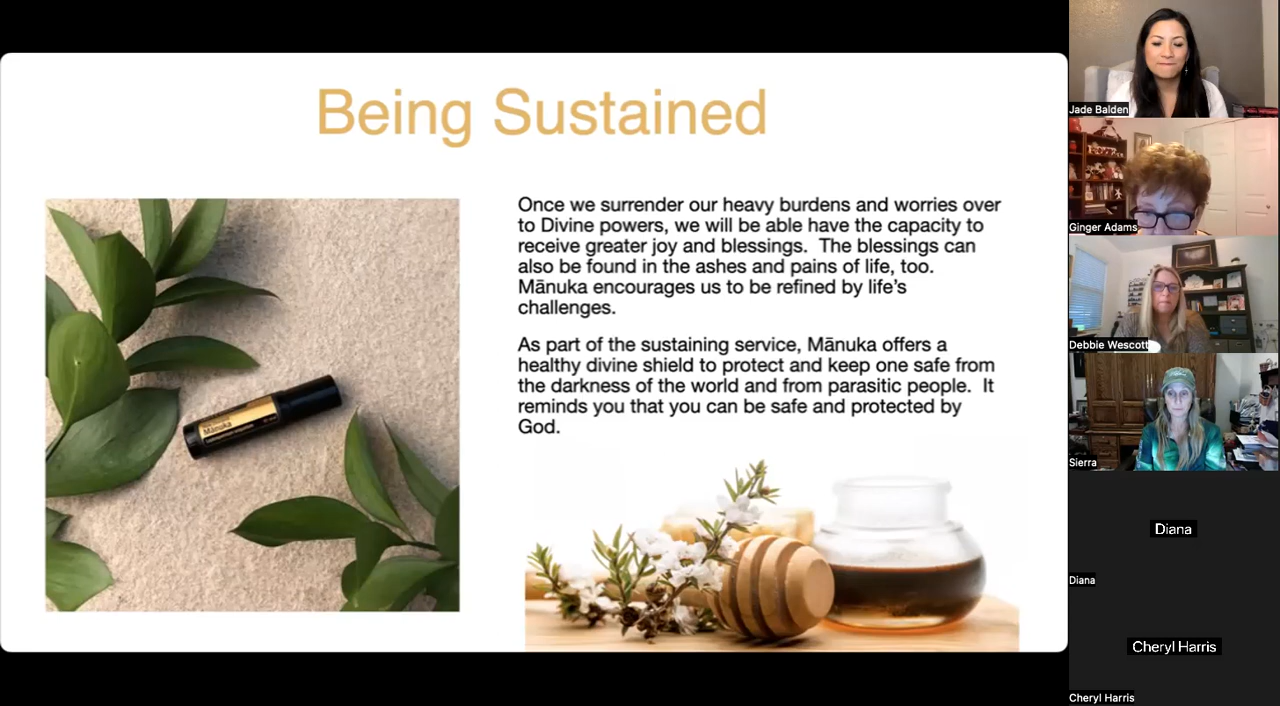 Being Sustained
Once we surrender our heavy burdens and worries over
to Divine powers, we will be able have the capacity to
receive greater joy and blessings.  The blessings can
also be found in the ashes and pains of life, too.
Mānuka encourages us to be refined by life’s
challenges.
As part of the sustaining service, Mānuka offers a
healthy divine shield to protect and keep one safe from
the darkness of the world and from parasitic people.  It
reminds you that you can be safe and protected by
God.
Mānuka
Jade Balden
Ginger Adams
Debbie Wescott
Sierra
Diana
Diana
Cheryl Harris
Cheryl Harris